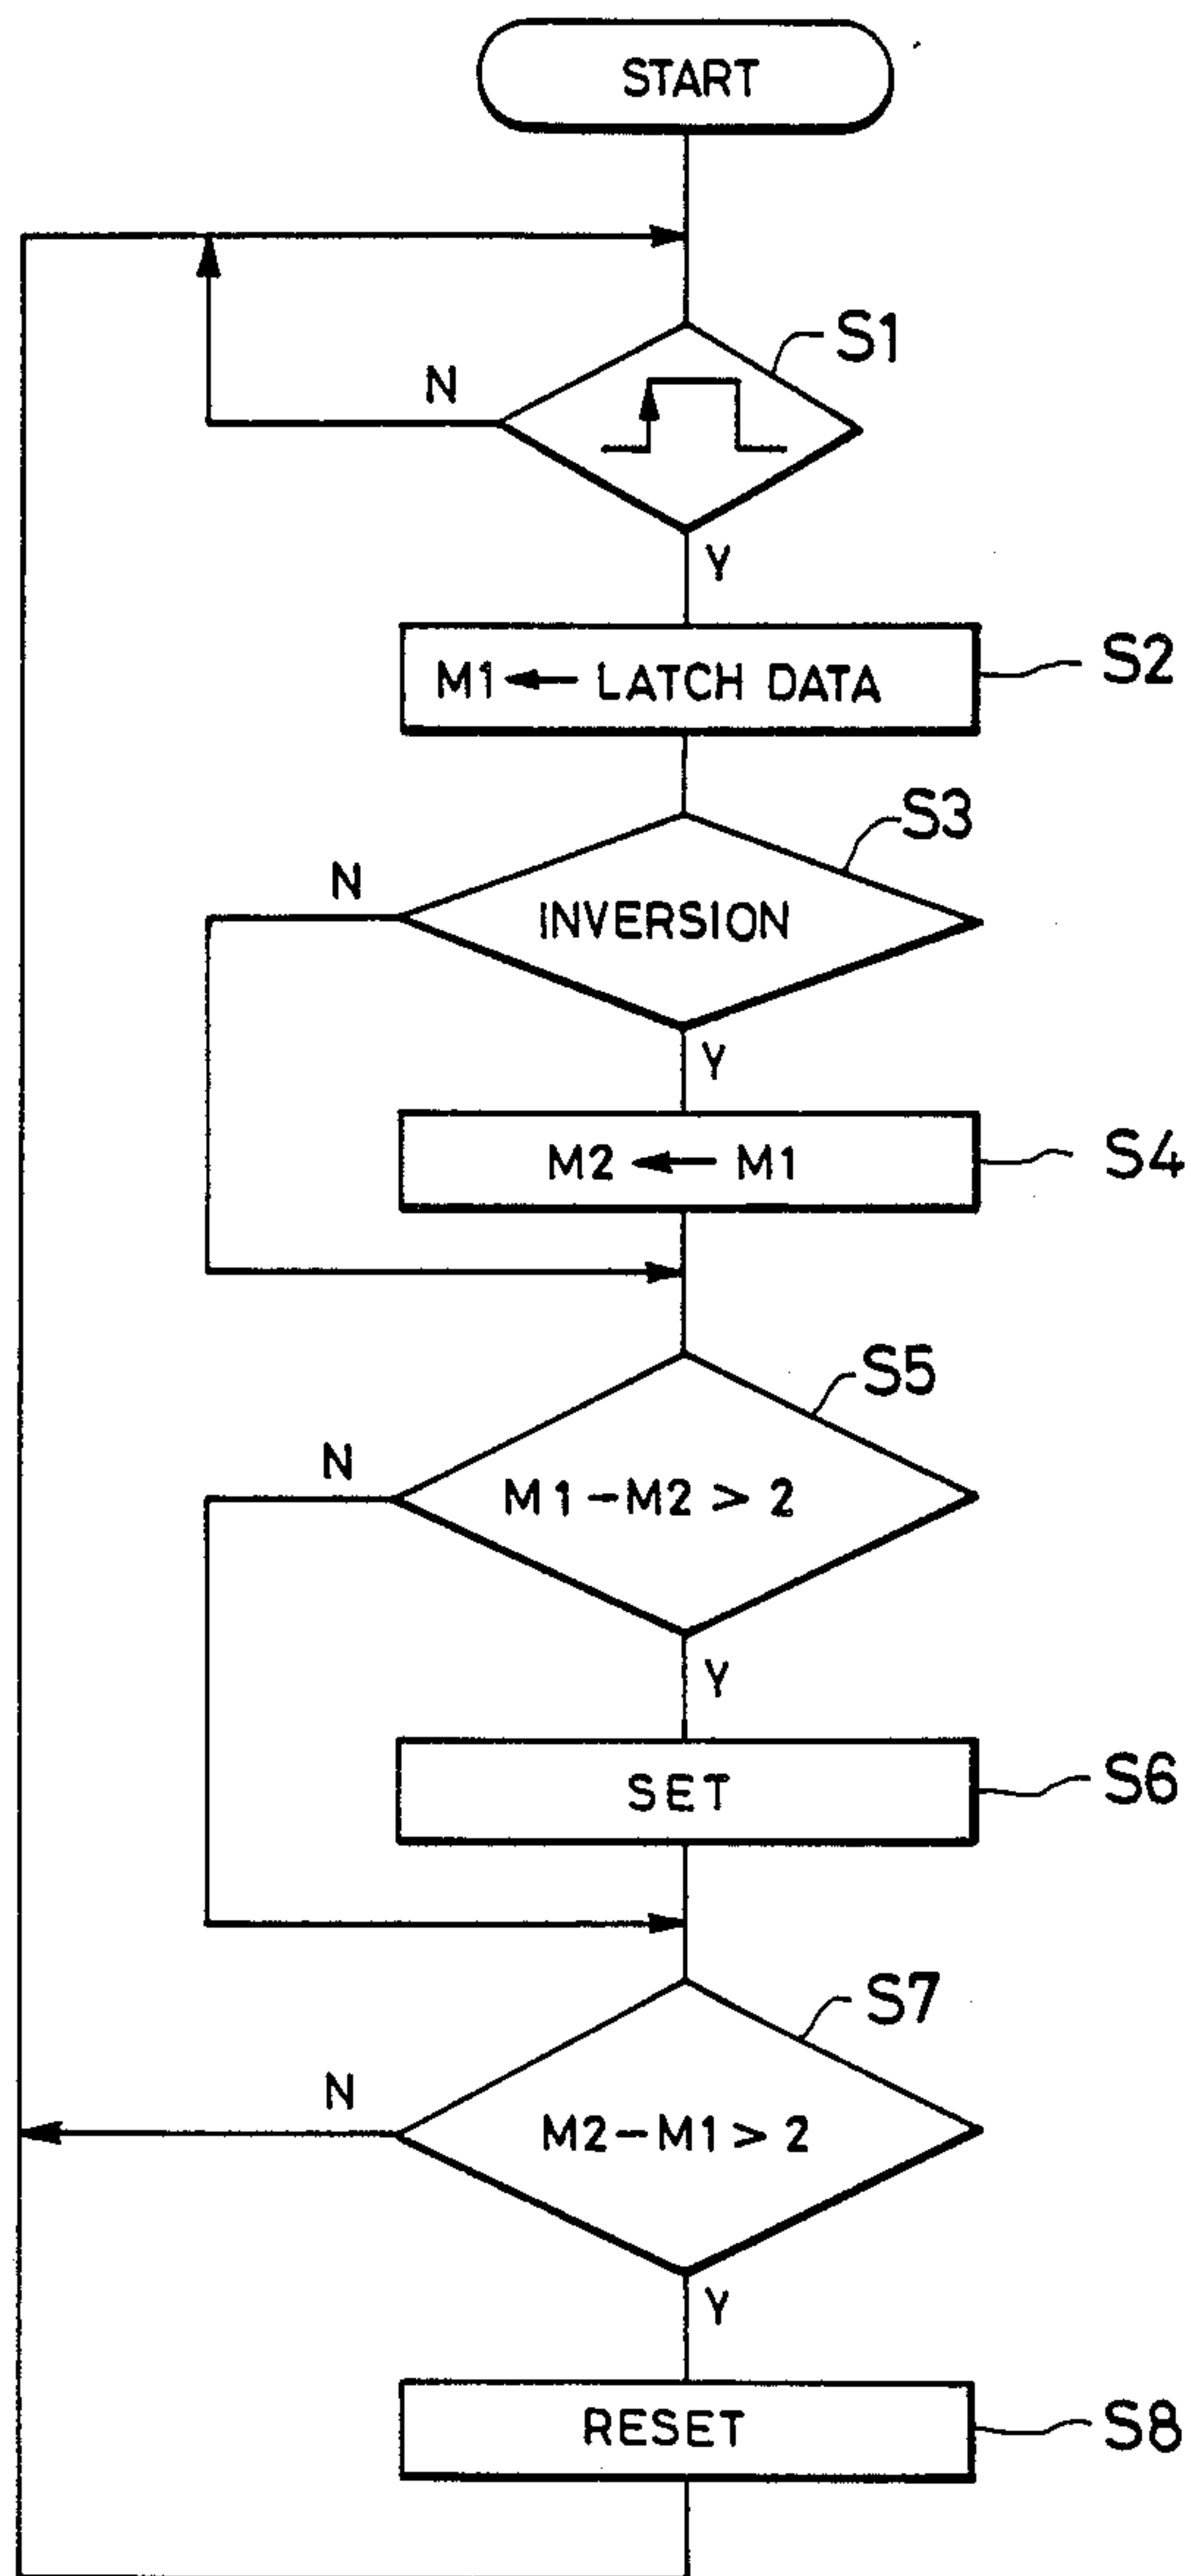 START
S1
N
Y
M1 ← LATCH DATA
S2
S3
N
INVERSION
Y
M2 ← M1
S4
S5
N
M1 - M2 > 2
Y
SET
S6
S7
N
M2 - M1 > 2
Y
RESET
S8